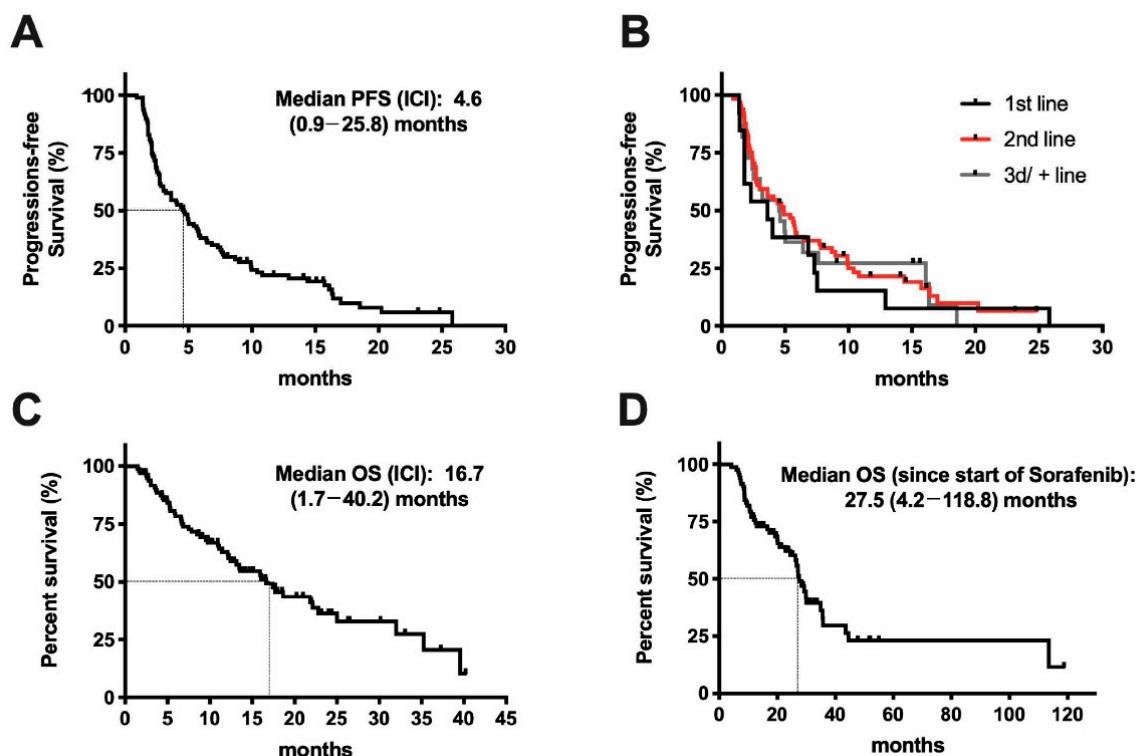 A
Progressions-free
Survival (%)
100
75
50
25
0
Median PFS (ICI): 4.6
(0.9−25.8) months
0 5 10 15 20 25 30
months
B
Progressions-free
Survival (%)
100
75
50
25
0
1st line
2nd line
3d/ + line
0 5 10 15 20 25 30
months
C
Percent survival (%)
100
75
50
25
0
Median OS (ICI): 16.7
(1.7−40.2) months
0 5 10 15 20 25 30 35 40 45
months
D
Percent survival (%)
100
75
50
25
0
Median OS (since start of Sorafenib):
27.5 (4.2−118.8) months
0 20 40 60 80 100 120
months